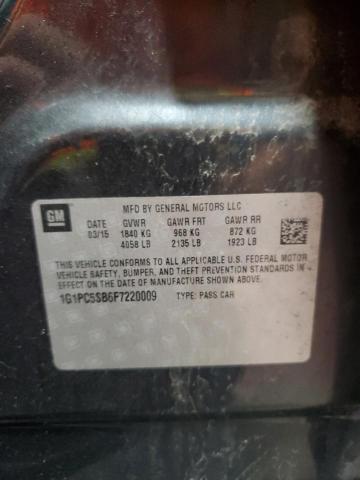 GM
MFD BY GENERAL MOTORS LLC
DATE GVWR GAWR FRT GAWR RR
03/15 1840 KG 968 KG 872 KG
4058 LB 2135 LB 1923 LB
THIS VEHICLE CONFORMS TO ALL APPLICABLE U.S. FEDERAL MOTOR
VEHICLE SAFETY, BUMPER, AND THEFT PREVENTION STANDARDS IN
EFFECT ON THE DATE OF MANUFACTURE SHOWN ABOVE.
1G1PC5SB6F7220009 TYPE: PASS CAR